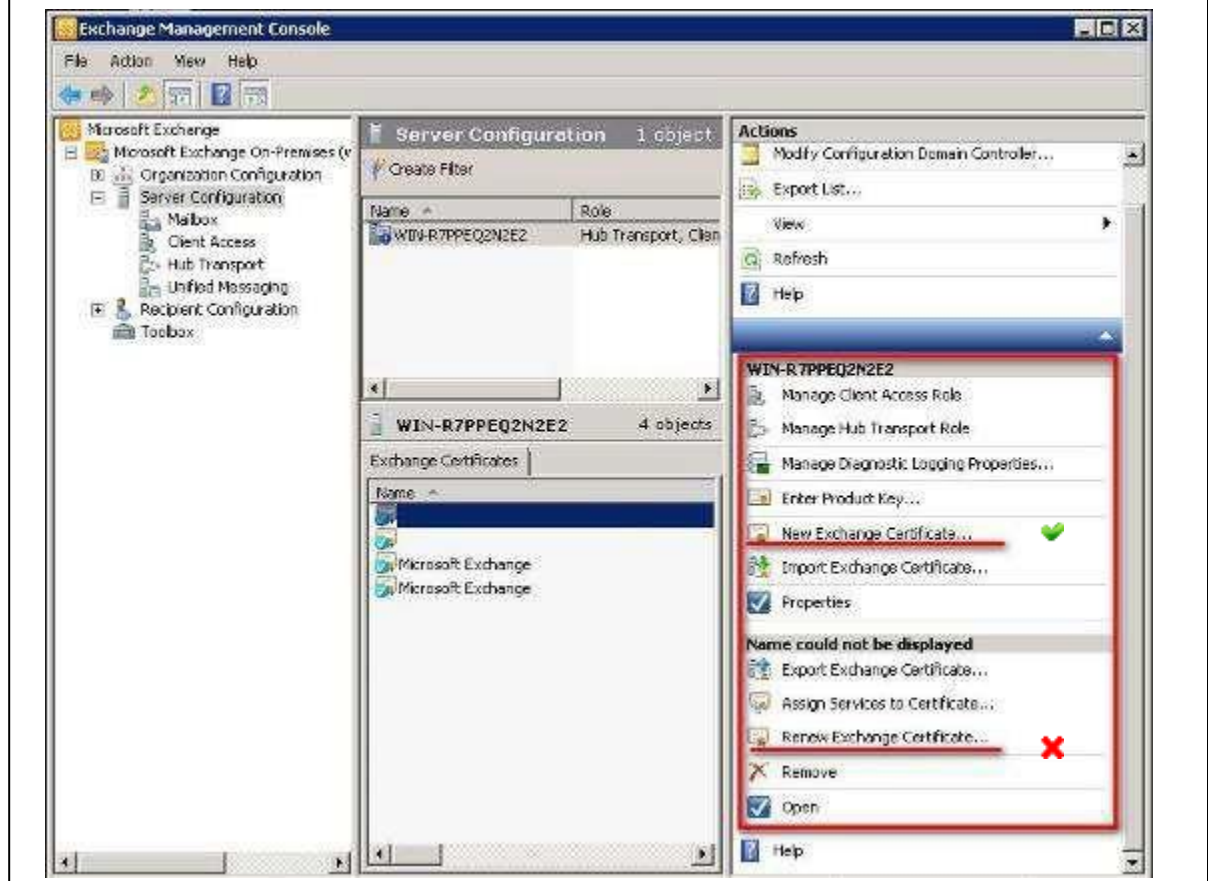 Exchange Management Console
File Action View Help
Microsoft Exchange
Microsoft Exchange On-Premises (w
Organization Configuration
Server Configuration
Mailbox
Client Access
Hub Transport
Unified Messaging
Recipient Configuration
Toolbox
Server Configuration 1 object
Create Filter
Name Role
WIN-R7PPEQ2N2E2 Hub Transport, Clien
WIN-R7PPEQ2N2E2 4 objects
Exchange Certificates
Name
Microsoft Exchange
Microsoft Exchange
Actions
Modify Configuration Domain Controller...
Export List...
View
Refresh
Help
WIN-R7PPEQ2N2E2
Manage Client Access Role
Manage Hub Transport Role
Manage Diagnostic Logging Properties...
Enter Product Key...
New Exchange Certificate...
Import Exchange Certificate...
Properties
Name could not be displayed
Export Exchange Certificate...
Assign Services to Certificate...
Renew Exchange Certificate...
Remove
Open
Help